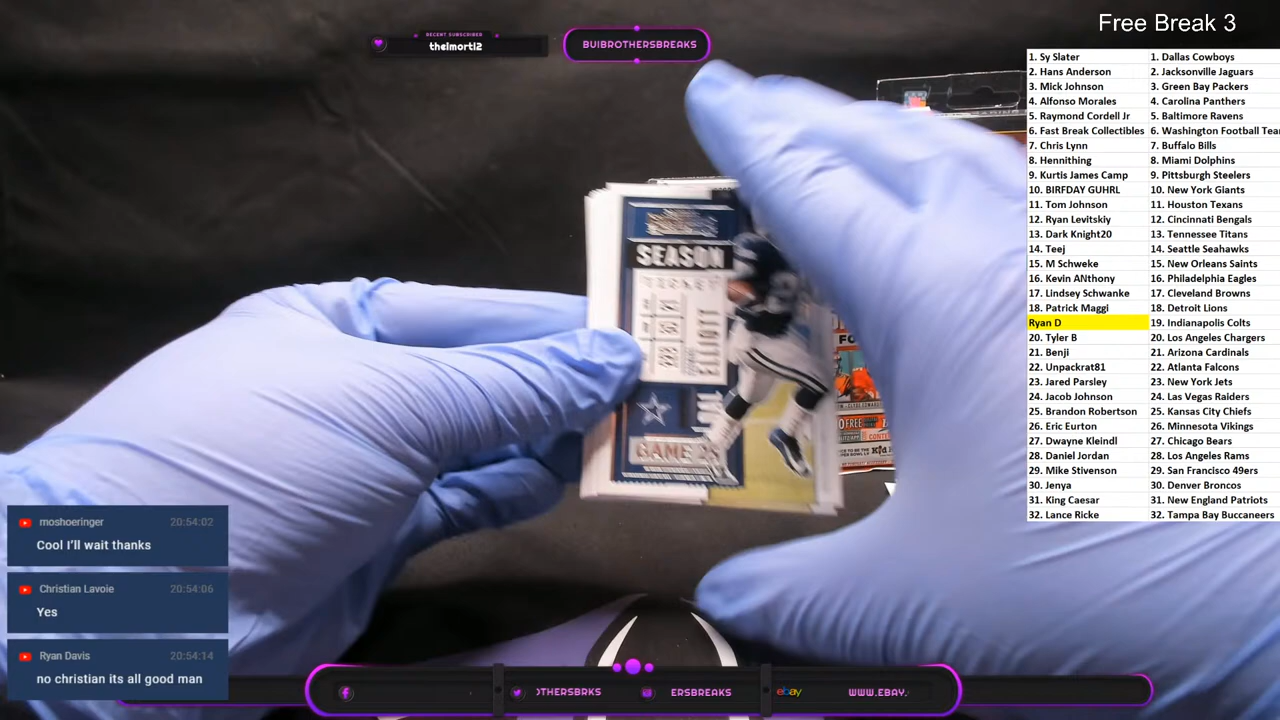 Free Break 3
RECENT SUBSCRIBER
theimorti2
BUIBROTHERSBREAKS
1. Sy Slater 1. Dallas Cowboys
2. Hans Anderson 2. Jacksonville Jaguars
3. Mick Johnson 3. Green Bay Packers
4. Alfonso Morales 4. Carolina Panthers
5. Raymond Cordell Jr 5. Baltimore Ravens
6. Fast Break Collectibles 6. Washington Football Tea
7. Chris Lynn 7. Buffalo Bills
8. Hennithing 8. Miami Dolphins
9. Kurtis James Camp 9. Pittsburgh Steelers
10. BIRFDAY GUHRL 10. New York Giants
11. Tom Johnson 11. Houston Texans
12. Ryan Levitskiy 12. Cincinnati Bengals
13. Dark Knight20 13. Tennessee Titans
14. Teej 14. Seattle Seahawks
15. M Schweke 15. New Orleans Saints
16. Kevin ANthony 16. Philadelphia Eagles
17. Lindsey Schwanke 17. Cleveland Browns
18. Patrick Maggi 18. Detroit Lions
Ryan D 19. Indianapolis Colts
20. Tyler B 20. Los Angeles Chargers
21. Benji 21. Arizona Cardinals
22. Unpackrat81 22. Atlanta Falcons
23. Jared Parsley 23. New York Jets
24. Jacob Johnson 24. Las Vegas Raiders
25. Brandon Robertson 25. Kansas City Chiefs
26. Eric Eurton 26. Minnesota Vikings
27. Dwayne Kleindl 27. Chicago Bears
28. Daniel Jordan 28. Los Angeles Rams
29. Mike Stivenson 29. San Francisco 49ers
30. Jenya 30. Denver Broncos
31. King Caesar 31. New England Patriots
32. Lance Ricke 32. Tampa Bay Buccaneers
SEASON
TICKET
ELLIOTT
GAME
moshoeringer 20:54:02
Cool I'll wait thanks
Christian Lavoie 20:54:06
Yes
Ryan Davis 20:54:14
no christian its all good man
OTHERSBRKS
ERSBREAKS
ebay
WWW.EBAY.